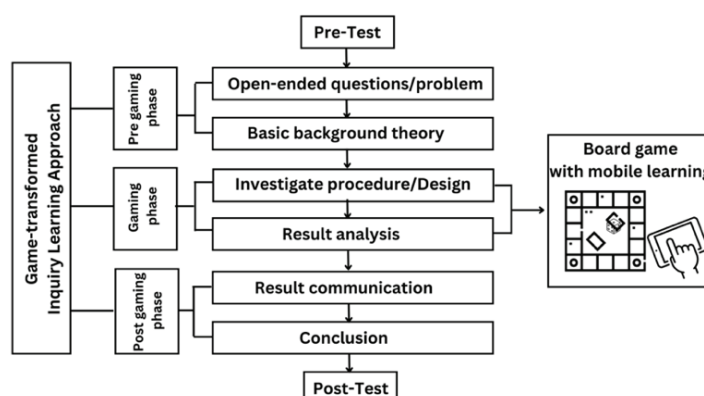 Pre-Test
Game-transformed
Inquiry Learning Approach
Pre gaming
phase
Open-ended questions/problem
Basic background theory
Gaming
phase
Investigate procedure/Design
Result analysis
Board game
with mobile learning
Post gaming
phase
Result communication
Conclusion
Post-Test